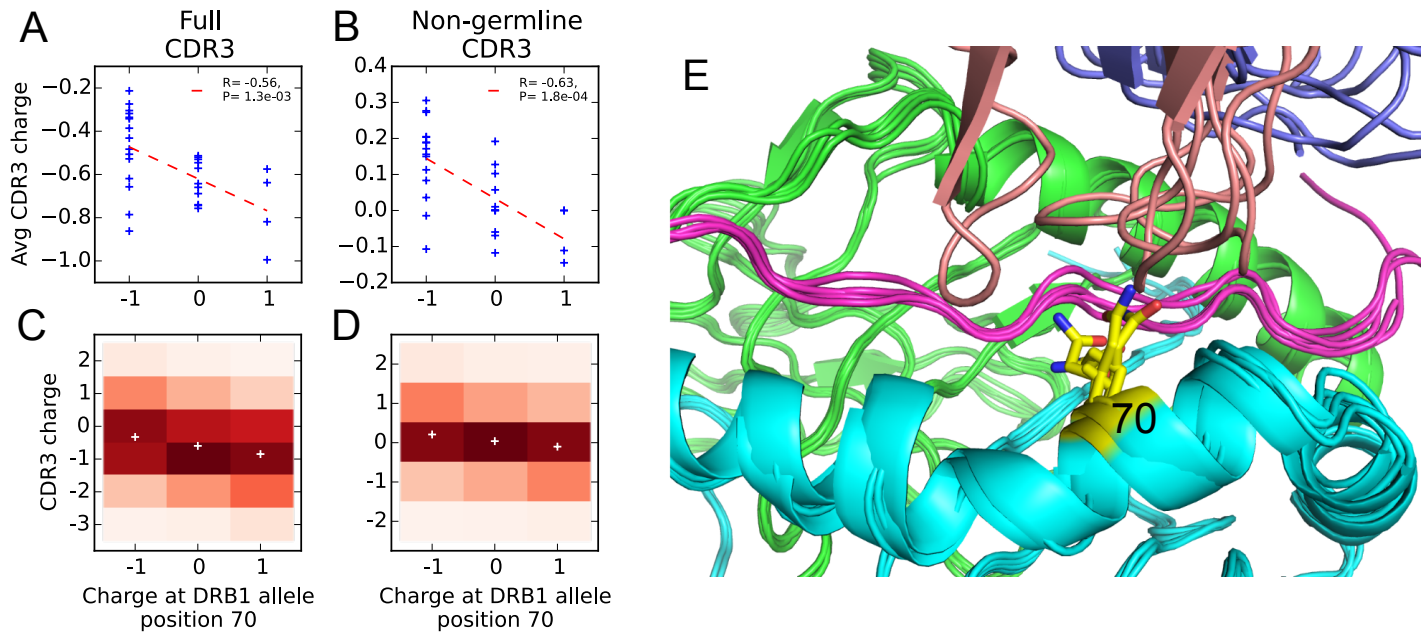 A
Full
CDR3
R= -0.56,
P= 1.3e-03
Avg CDR3 charge
−0.2
−0.4
−0.6
−0.8
−1.0
-1
0
1
B
Non-germline
CDR3
R= -0.63,
P= 1.8e-04
0.4
0.3
0.2
0.1
0.0
−0.1
−0.2
-1
0
1
C
CDR3 charge
2
1
0
-1
-2
-3
-1
0
1
Charge at DRB1 allele
position 70
D
2
1
0
-1
-2
-1
0
1
Charge at DRB1 allele
position 70
E
70